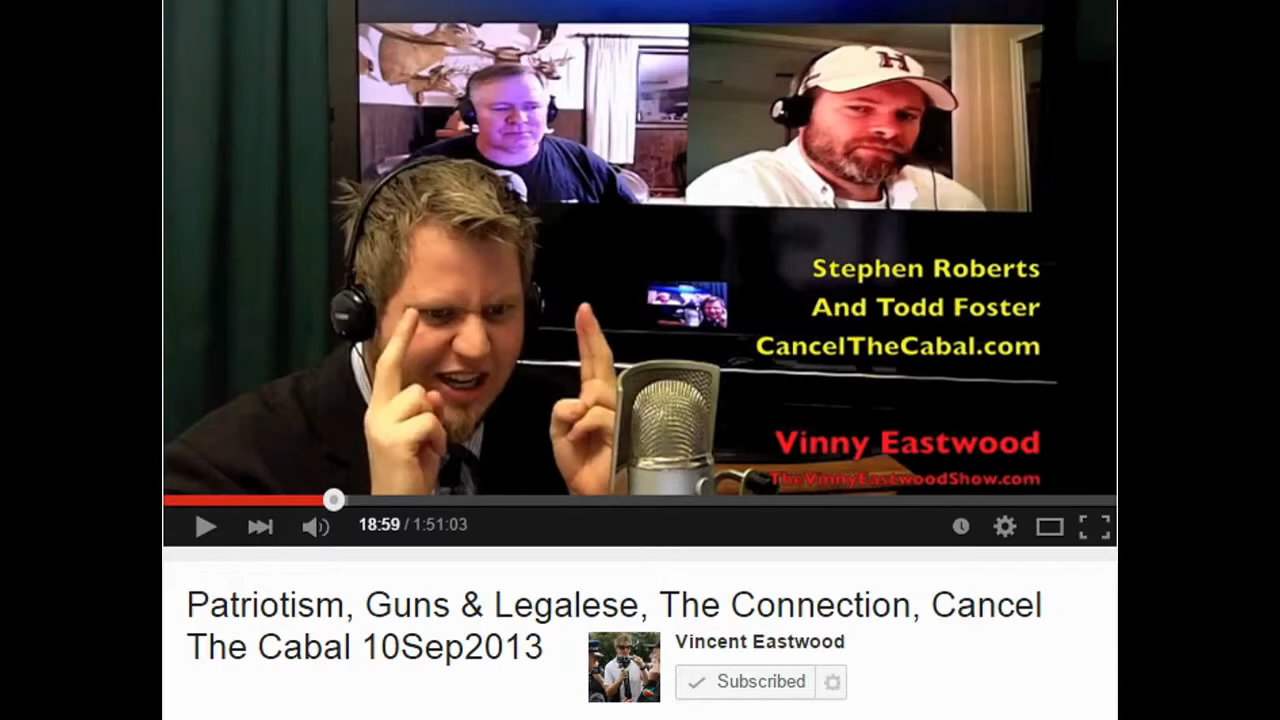 H
Stephen Roberts
And Todd Foster
CancelTheCabal.com
Vinny Eastwood
TheVinnyEastwoodShow.com
18:59 / 1:51:03
Patriotism, Guns & Legalese, The Connection, Cancel
The Cabal 10Sep2013
Vincent Eastwood
Subscribed